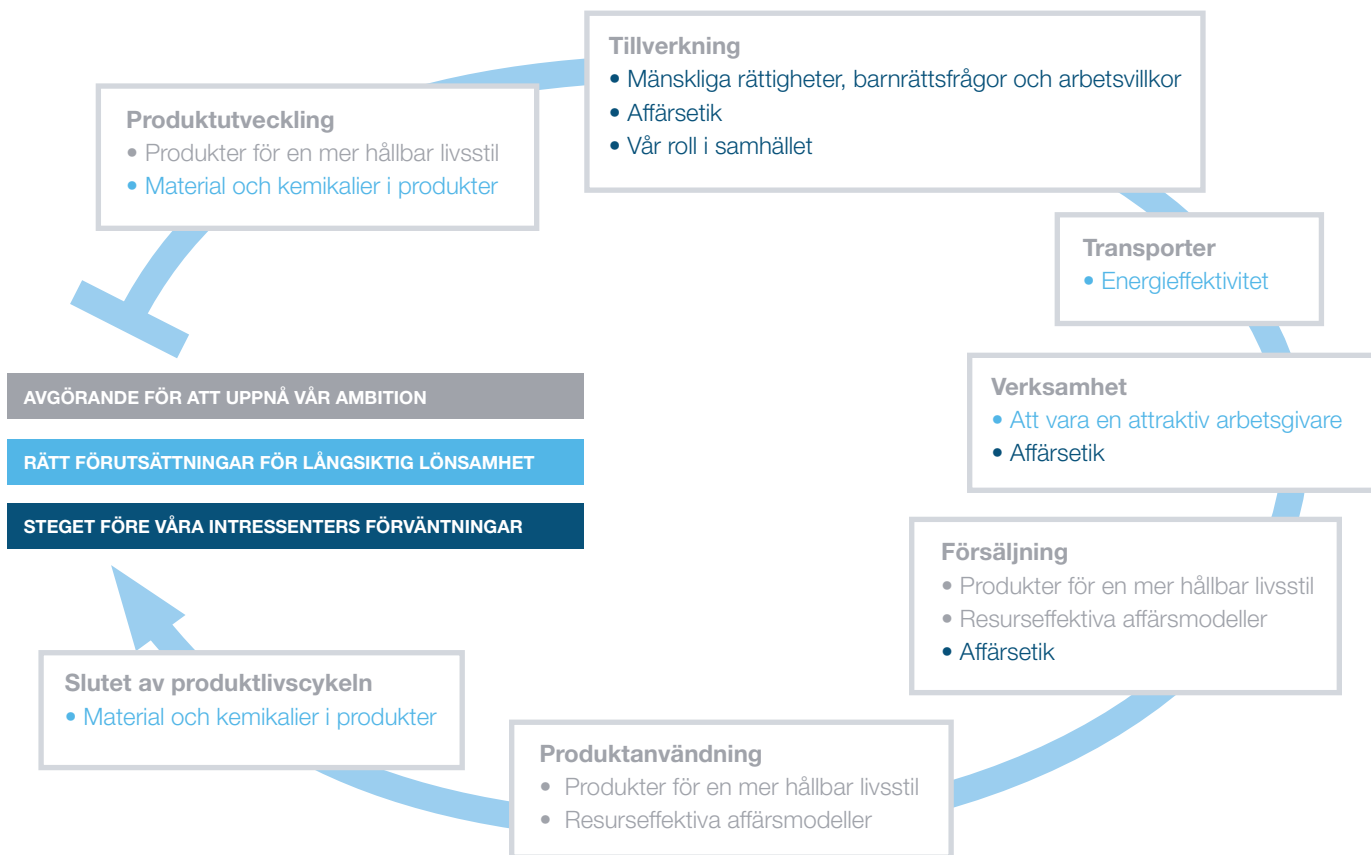 Tillverkning
• Mänskliga rättigheter, barnrättsfrågor och arbetsvillkor
• Affärsetik
• Vår roll i samhället
Produktutveckling
• Produkter för en mer hållbar livsstil
• Material och kemikalier i produkter
Transporter
• Energieffektivitet
Verksamhet
• Att vara en attraktiv arbetsgivare
• Affärsetik
AVGÖRANDE FÖR ATT UPPNÅ VÅR AMBITION
RÄTT FÖRUTSÄTTNINGAR FÖR LÅNGSIKTIG LÖNSAMHET
STEGET FÖRE VÅRA INTRESSENTERS FÖRVÄNTNINGAR
Försäljning
• Produkter för en mer hållbar livsstil
• Resurseffektiva affärsmodeller
• Affärsetik
Produktanvändning
• Produkter för en mer hållbar livsstil
• Resurseffektiva affärsmodeller
Slutet av produktlivscykeln
• Material och kemikalier i produkter